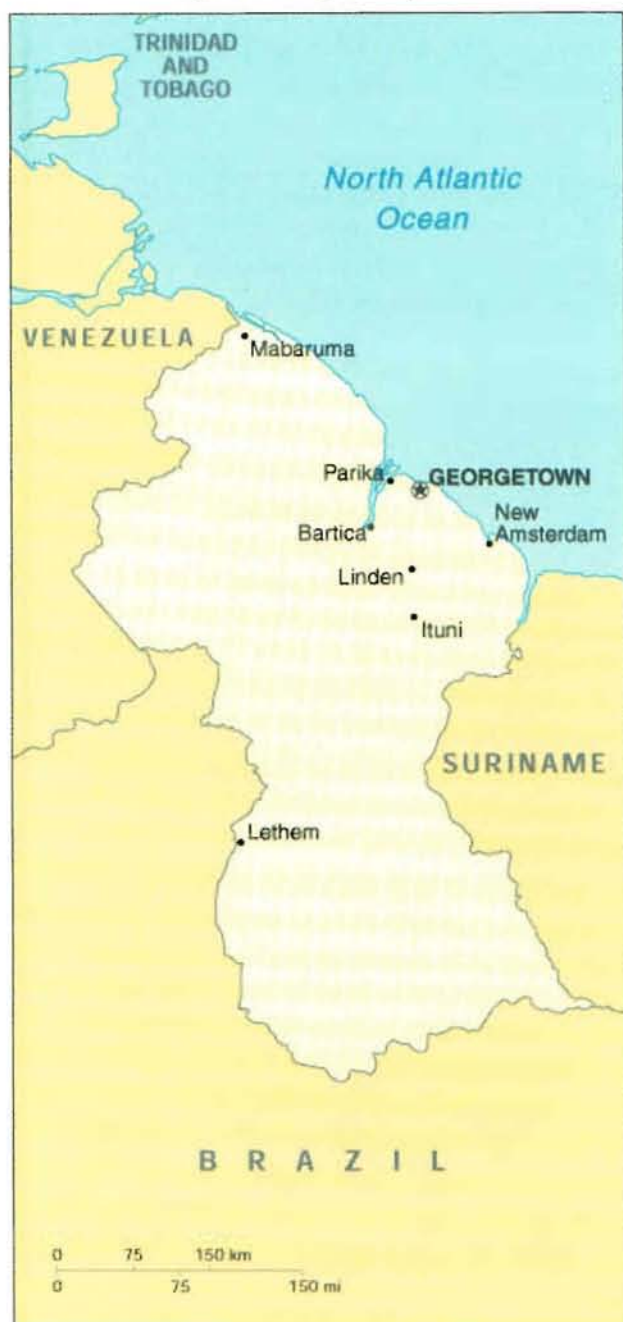 TRINIDAD
AND
TOBAGO
North Atlantic
Ocean
VENEZUELA
Mabaruma
Parika
GEORGETOWN
Bartica
New
Amsterdam
Linden
Ituni
SURINAME
Lethem
BRAZIL
0 75 150 km
0 75 150 mi